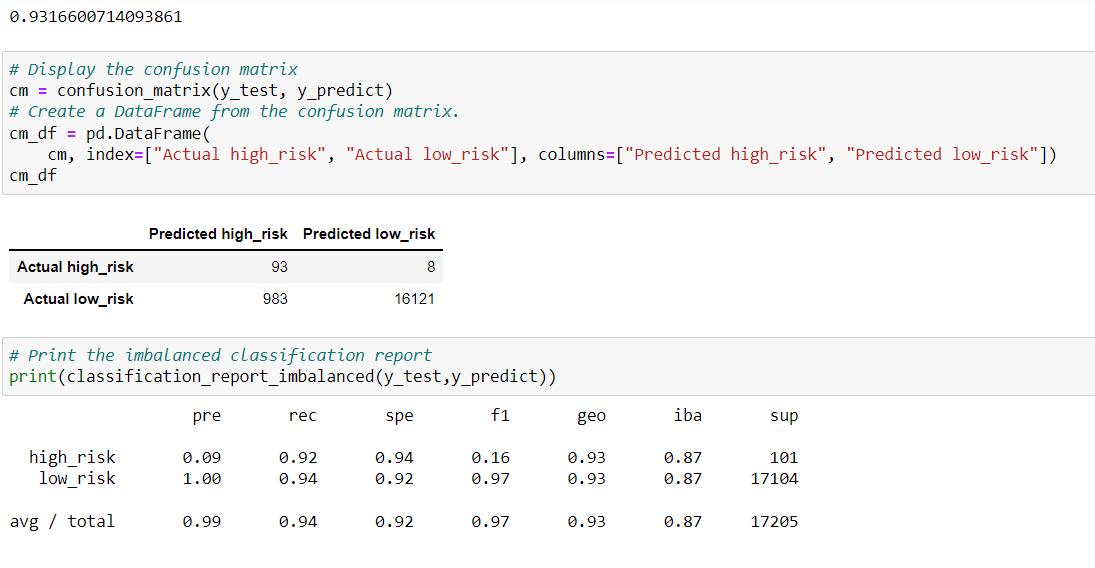 0.9316600714093861
# Display the confusion matrix
cm = confusion_matrix(y_test, y_predict)
# Create a DataFrame from the confusion matrix.
cm_df = pd.DataFrame(
    cm, index=["Actual high_risk", "Actual low_risk"], columns=["Predicted high_risk", "Predicted low_risk"])
cm_df
Predicted high_risk Predicted low_risk
Actual high_risk 93 8
Actual low_risk 983 16121
# Print the imbalanced classification report
print(classification_report_imbalanced(y_test,y_predict))
pre rec spe f1 geo iba sup
high_risk 0.09 0.92 0.94 0.16 0.93 0.87 101
low_risk 1.00 0.94 0.92 0.97 0.93 0.87 17104
avg / total 0.99 0.94 0.92 0.97 0.93 0.87 17205